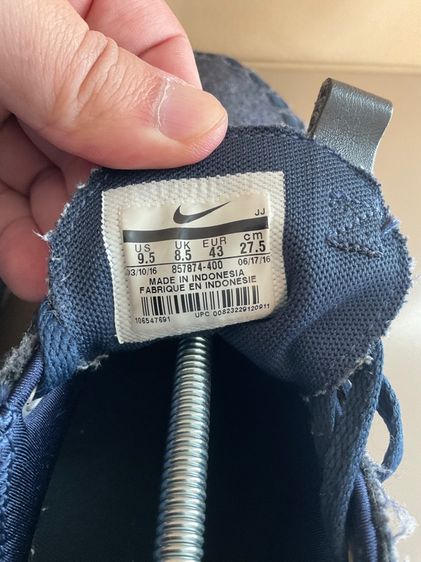 JJ
US UK EUR cm
9.5 8.5 43 27.5
03/10/16 857874-400 06/17/16
MADE IN INDONESIA
FABRIQUE EN INDONESIE
106547691 UPC 00823229120911